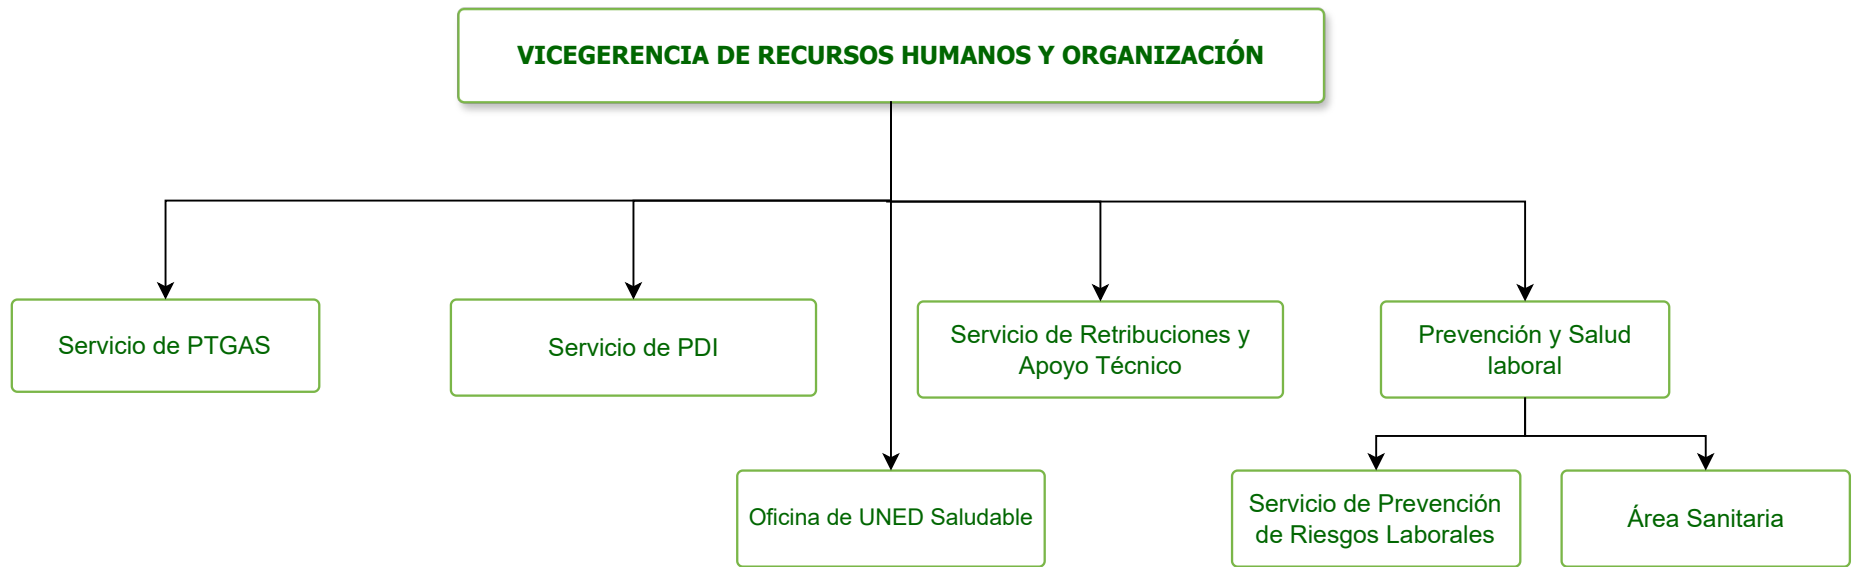 VICEGERENCIA DE RECURSOS HUMANOS Y ORGANIZACIÓN
Servicio de PTGAS
Servicio de PDI
Servicio de Retribuciones y
Apoyo Técnico
Prevención y Salud
laboral
Oficina de UNED Saludable
Servicio de Prevención
de Riesgos Laborales
Área Sanitaria